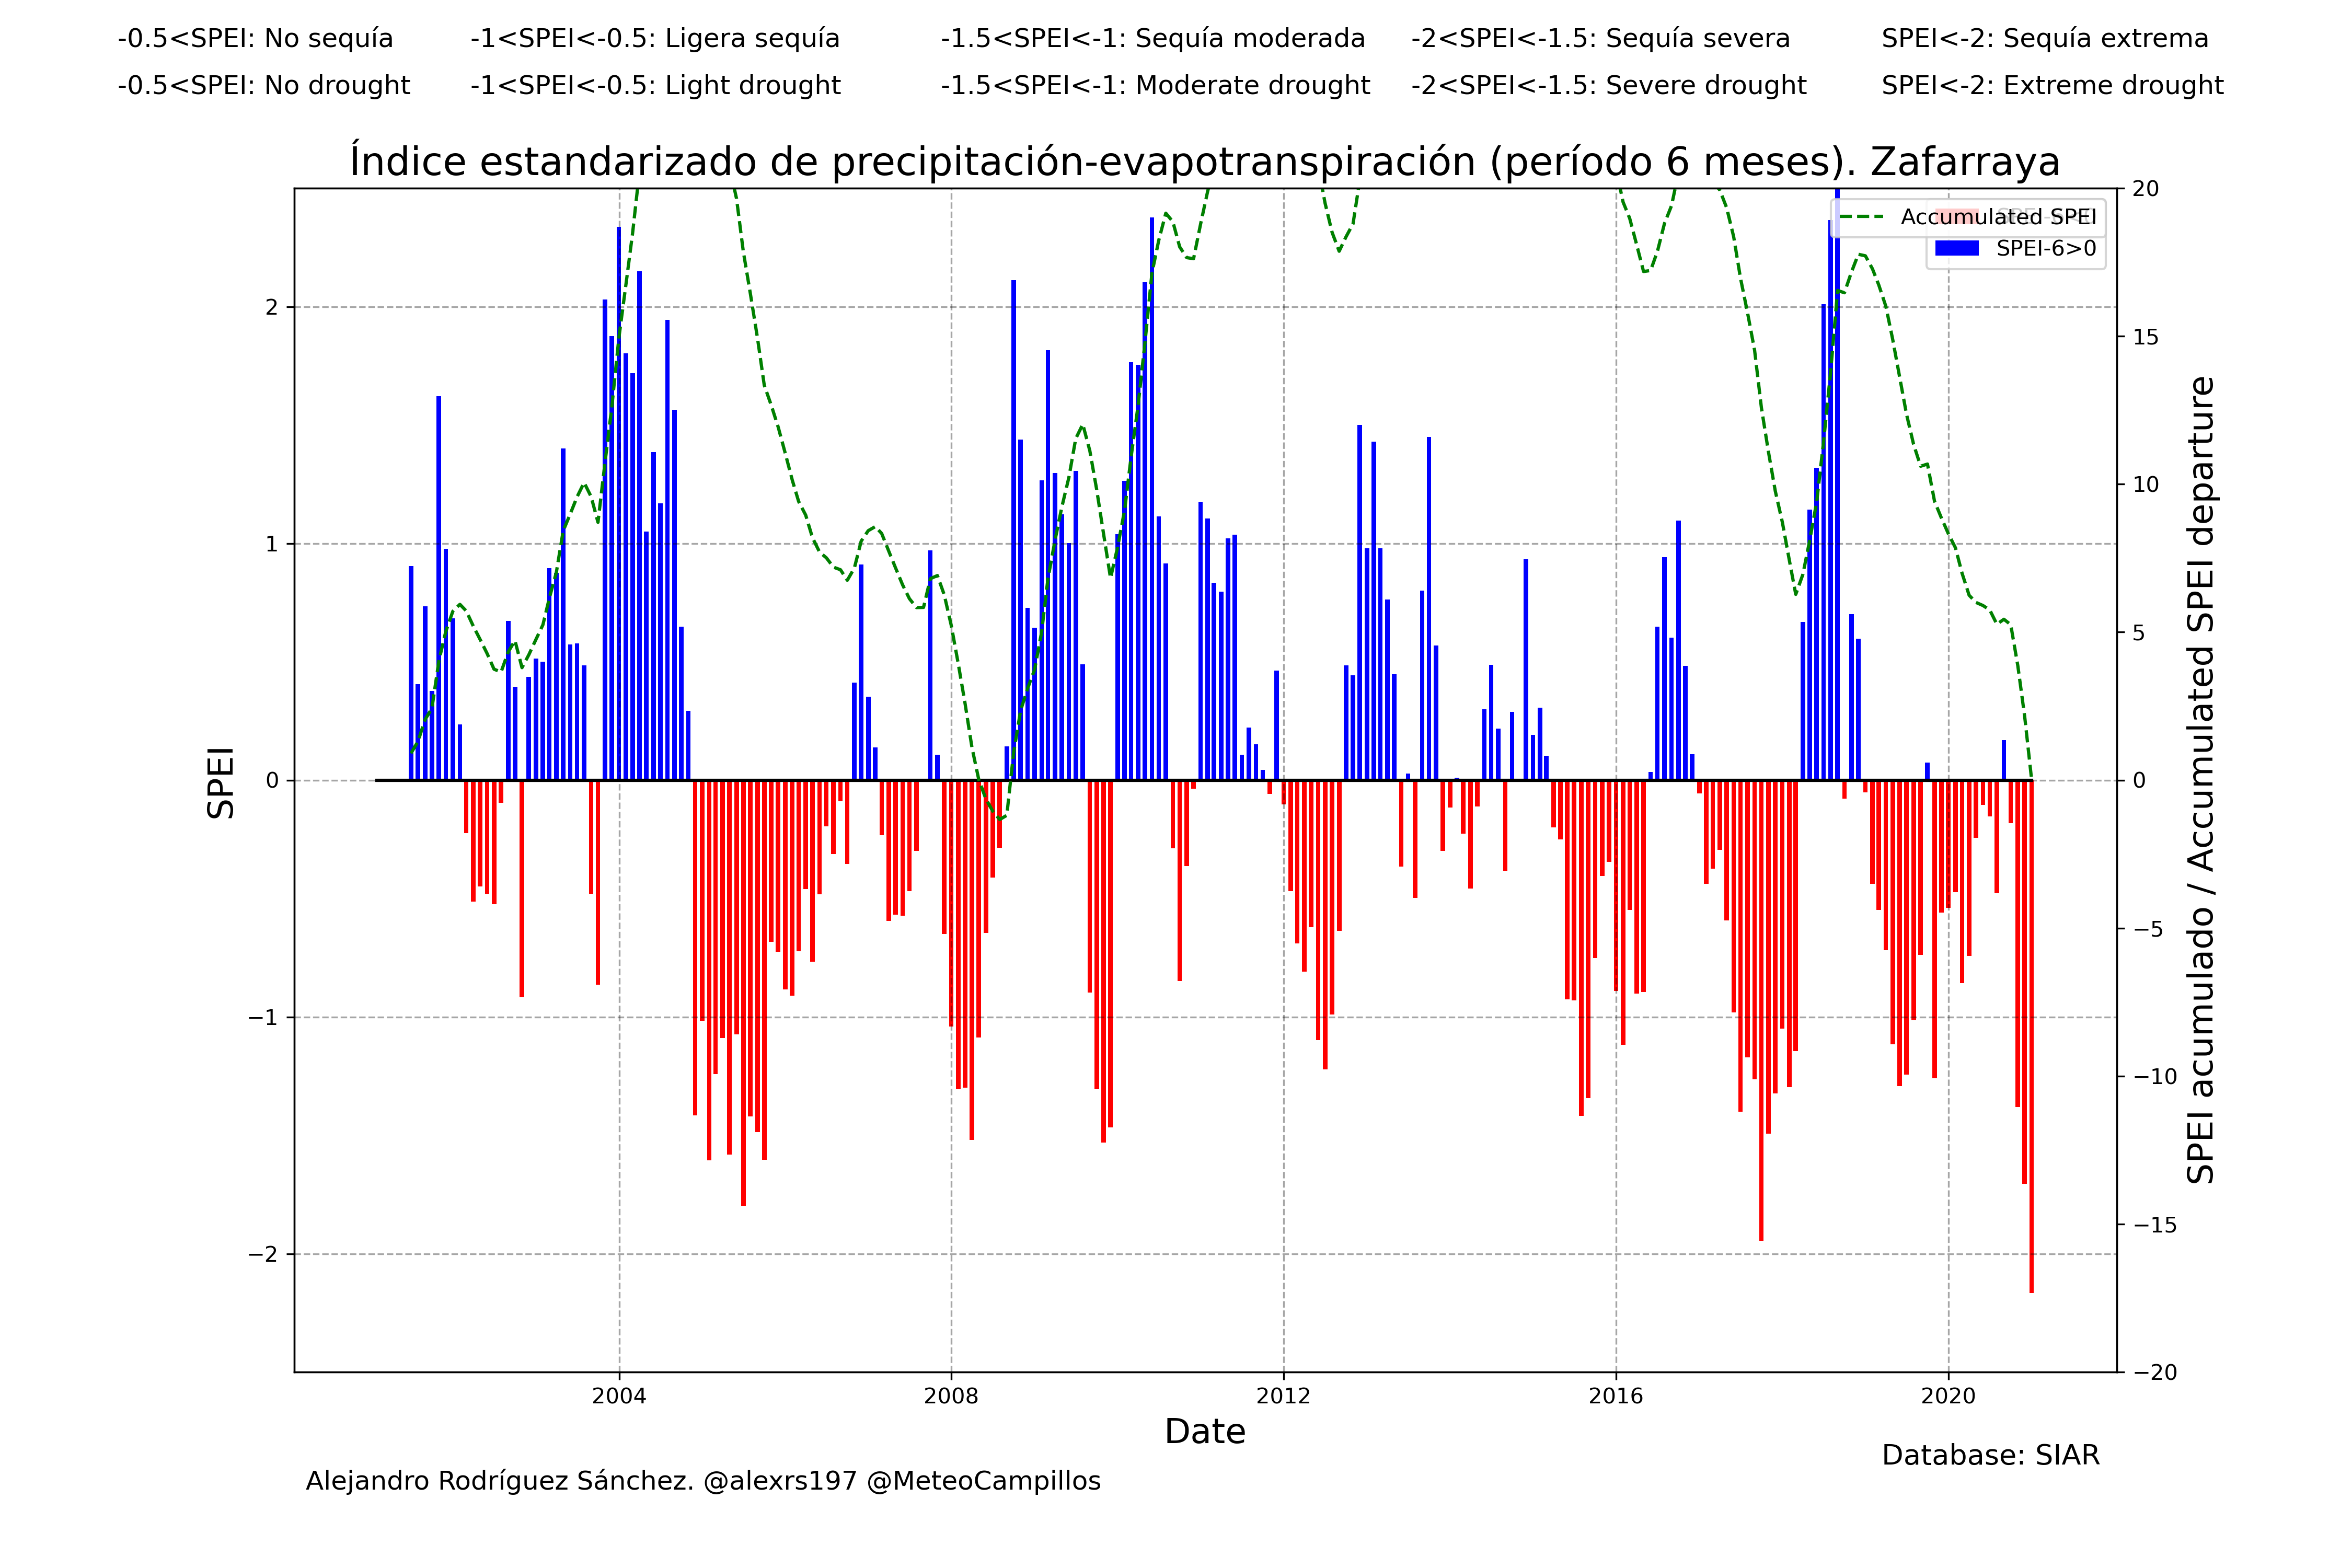 -0.5<SPEI: No sequía -1<SPEI<-0.5: Ligera sequía -1.5<SPEI<-1: Sequía moderada -2<SPEI<-1.5: Sequía severa SPEI<-2: Sequía extrema
-0.5<SPEI: No drought -1<SPEI<-0.5: Light drought -1.5<SPEI<-1: Moderate drought -2<SPEI<-1.5: Severe drought SPEI<-2: Extreme drought
Índice estandarizado de precipitación-evapotranspiración (período 6 meses). Zafarraya
Accumulated SPEI
SPEI-6>0
SPEI
2
1
0
−1
−2
20
15
10
5
0
−5
−10
−15
−20
SPEI acumulado / Accumulated SPEI departure
2004 2008 2012 2016 2020
Date
Database: SIAR
Alejandro Rodríguez Sánchez. @alexrs197 @MeteoCampillos